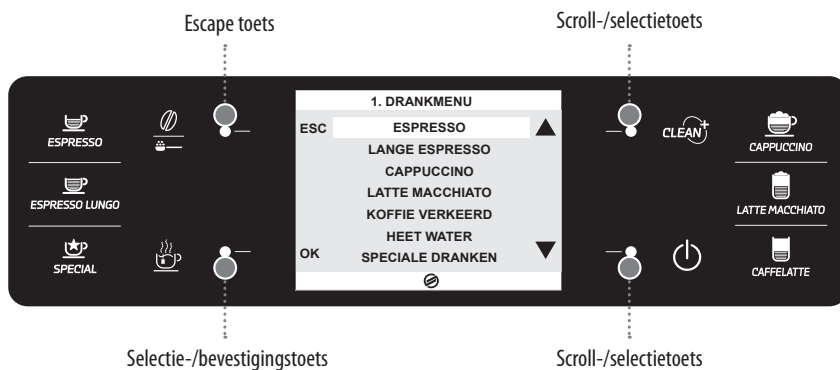 Escape toets
Scroll-/selectietoets
ESPRESSO
ESPRESSO LUNGO
SPECIAL
1. DRANKMENU
ESC
ESPRESSO
LANGE ESPRESSO
CAPPUCCINO
LATTE MACCHIATO
KOFFIE VERKEERD
HEET WATER
OK
SPECIALE DRANKEN
CLEAN+
CAPPUCCINO
LATTE MACCHIATO
CAFFELATTE
Selectie-/bevestigingstoets
Scroll-/selectietoets